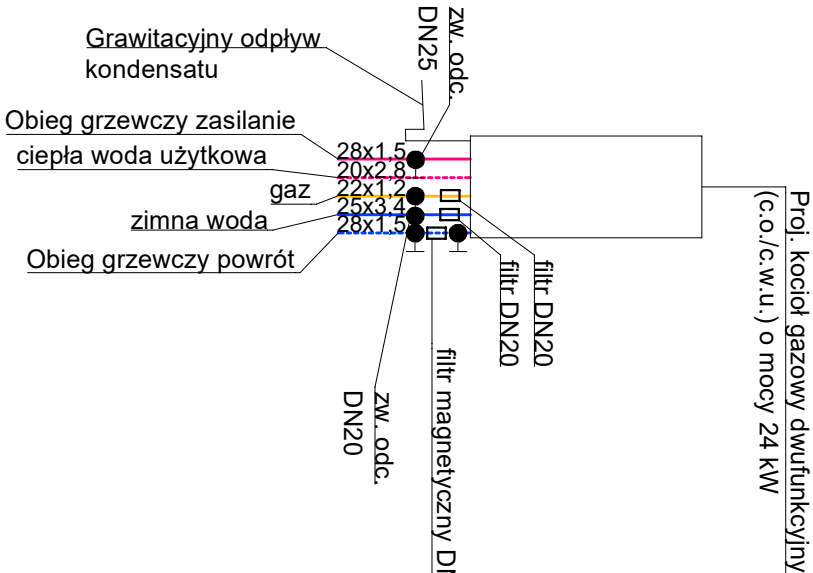 zw. odc.
DN25
Grawitacyjny odpływ
kondensatu
Obieg grzewczy zasilanie
ciepła woda użytkowa
gaz
zimna woda
Obieg grzewczy powrót
28x1,5
20x2,8
22x1,2
25x3,4
28x1,5
Proj. kocioł gazowy dwufunkcyjny
(c.o./c.w.u.) o mocy 24 kW
filtr DN20
filtr DN20
filtr magnetyczny
zw. odc.
DN20